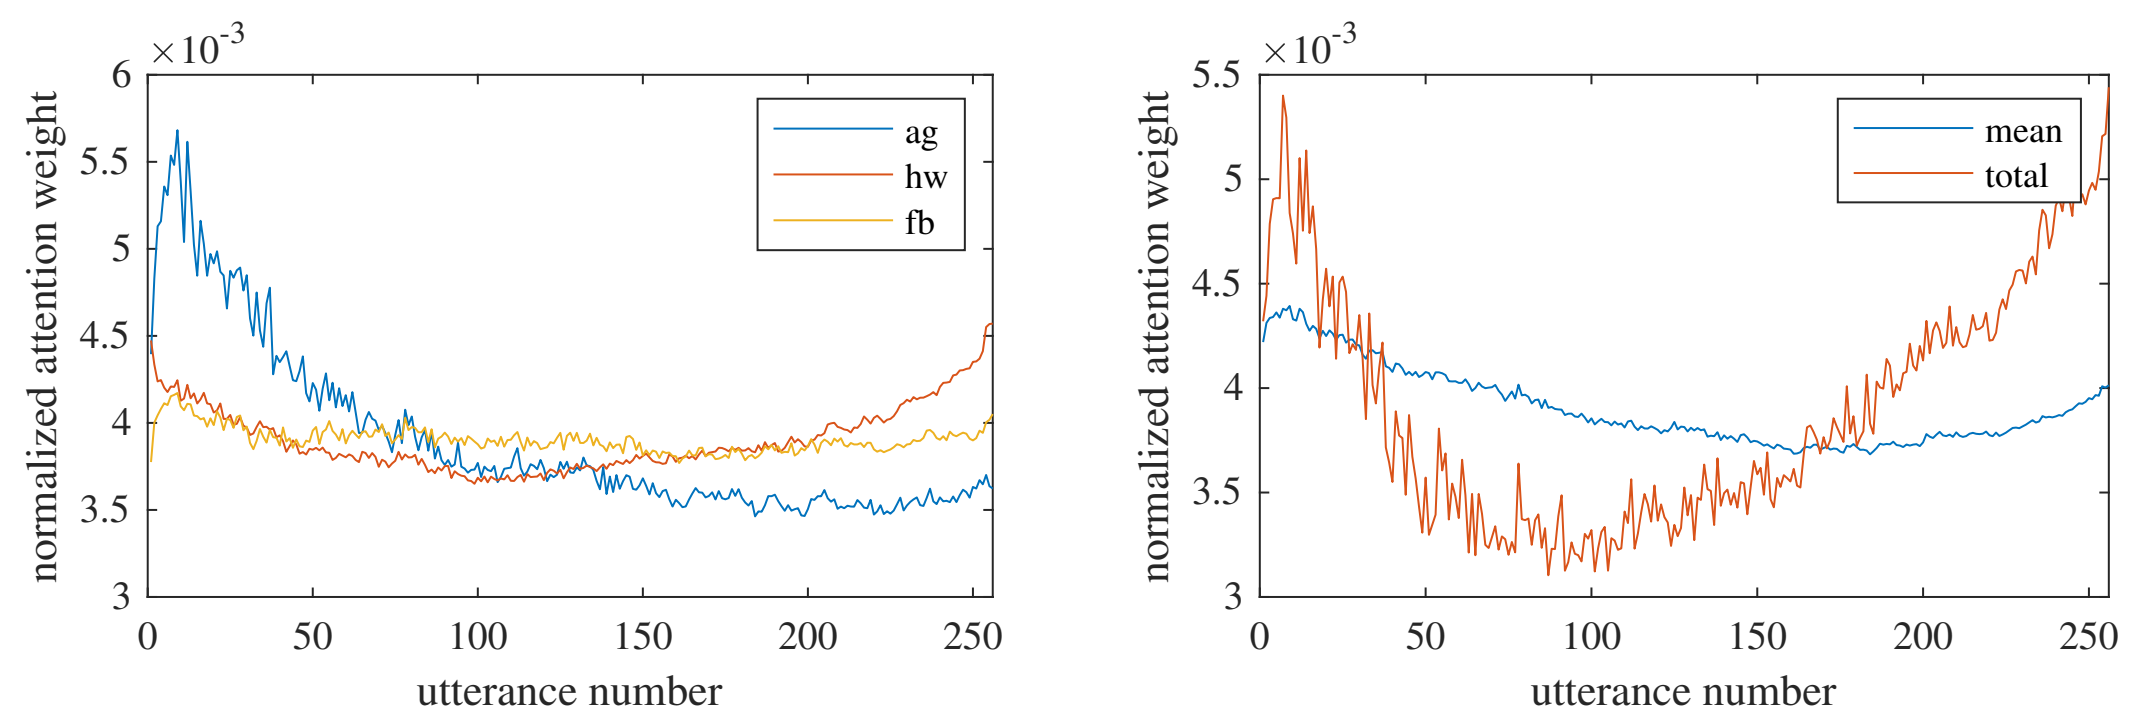 ×10-3
6
5.5
5
4.5
4
3.5
3
normalized attention weight
ag
hw
fb
0 50 100 150 200 250
utterance number
×10-3
5.5
5
4.5
4
3.5
3
normalized attention weight
mean
total
0 50 100 150 200 250
utterance number